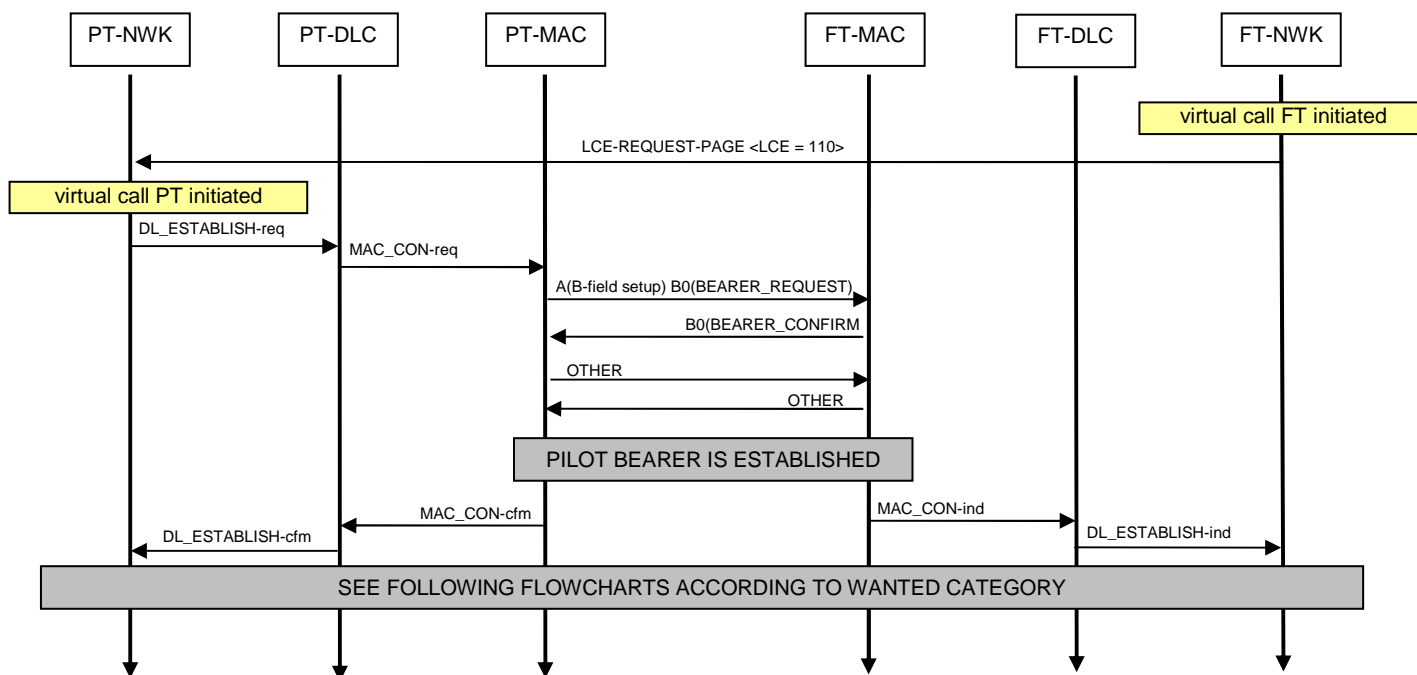 PT-NWK
PT-DLC
PT-MAC
FT-MAC
FT-DLC
FT-NWK
virtual call FT initiated
LCE-REQUEST-PAGE <LCE = 110>
virtual call PT initiated
DL_ESTABLISH-req
MAC_CON-req
A(B-field setup) B0(BEARER_REQUEST)
B0(BEARER_CONFIRM
OTHER
OTHER
PILOT BEARER IS ESTABLISHED
MAC_CON-cfm
MAC_CON-ind
DL_ESTABLISH-cfm
DL_ESTABLISH-ind
SEE FOLLOWING FLOWCHARTS ACCORDING TO WANTED CATEGORY